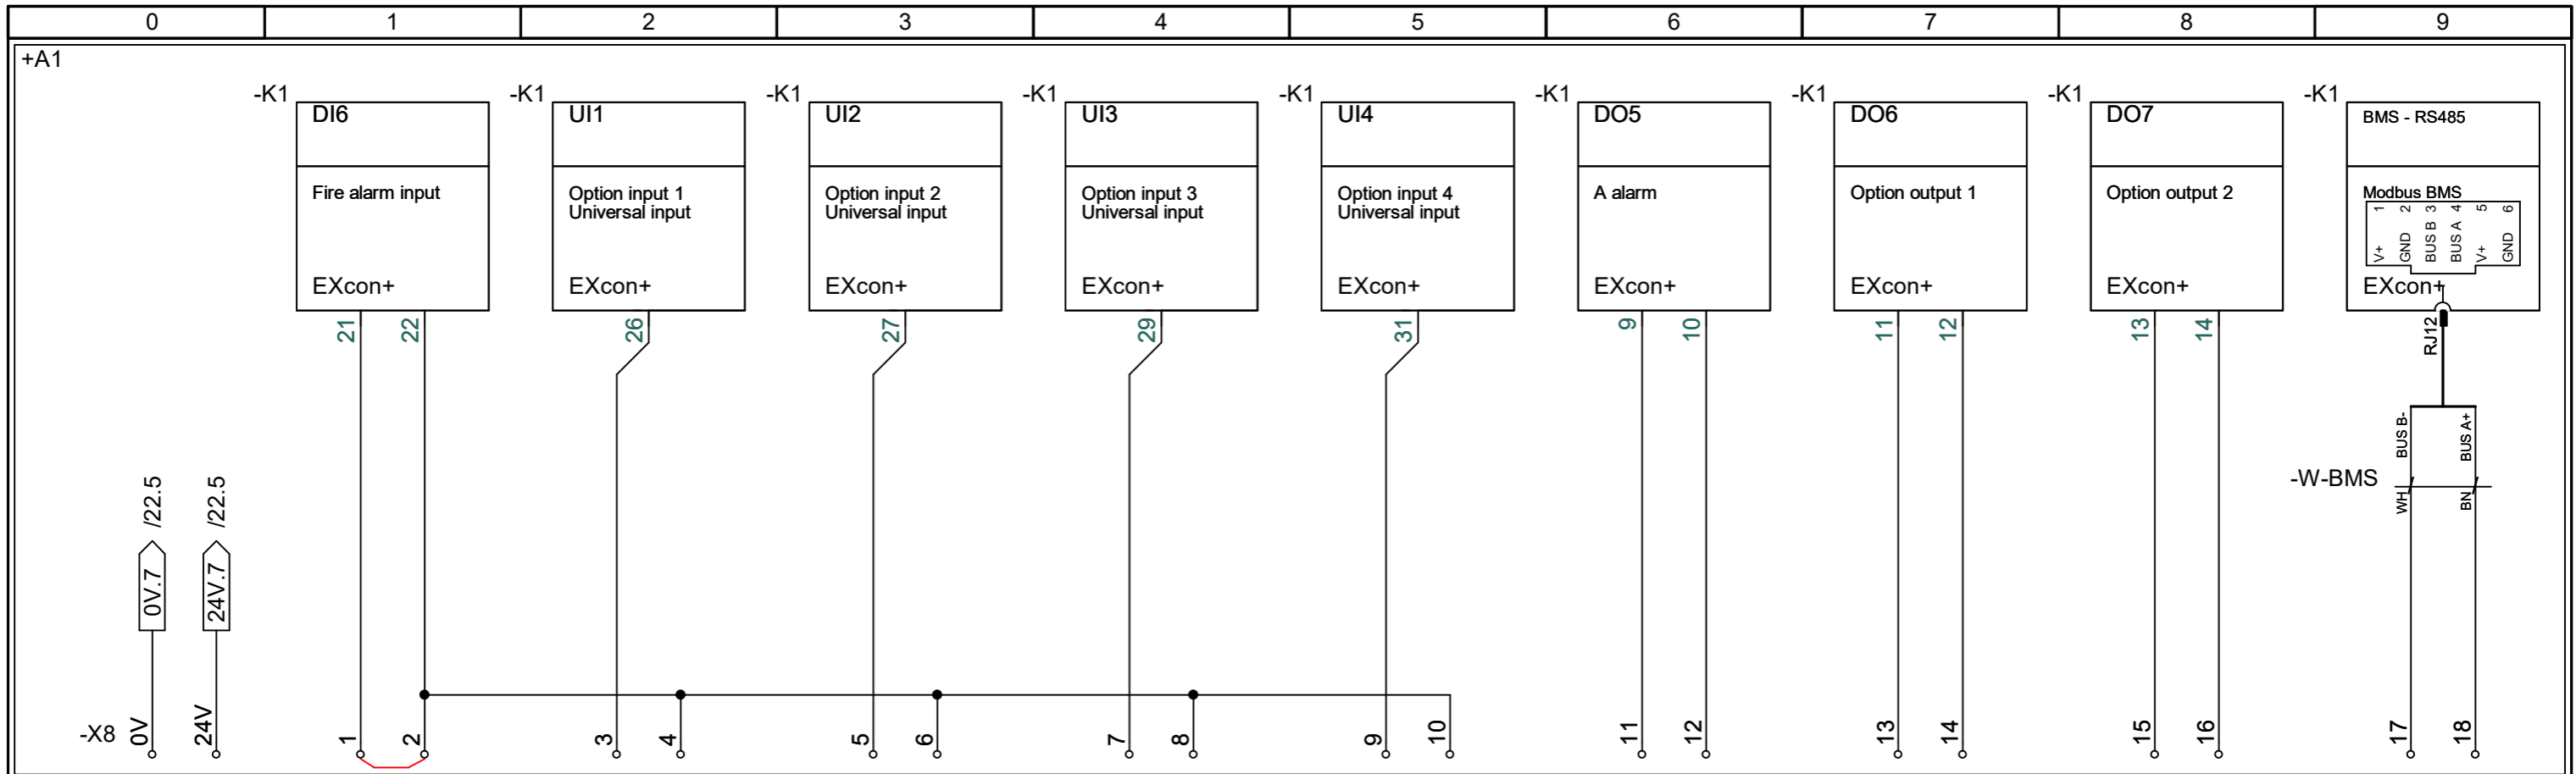 0 1 2 3 4 5 6 7 8 9
+A1
-K1 -K1 -K1 -K1 -K1 -K1 -K1 -K1 -K1
DI6 UI1 UI2 UI3 UI4 DO5 DO6 DO7 BMS - RS485
Fire alarm input
Option input 1
Universal input
Option input 2
Universal input
Option input 3
Universal input
Option input 4
Universal input
A alarm
Option output 1
Option output 2
Modbus BMS
1 2 3 4 5 6
V+ GND BUS B BUS A V+ GND
EXcon+ EXcon+ EXcon+ EXcon+ EXcon+ EXcon+ EXcon+ EXcon+ EXcon+
21 22 26 27 29 31 9 10 11 12 13 14 RJ12
BUS B- BUS A+
-W-BMS
WH BN
/22.5 /22.5
0V.7 24V.7
-X8 0V 24V 1 2 3 4 5 6 7 8 9 10 11 12 13 14 15 16 17 18